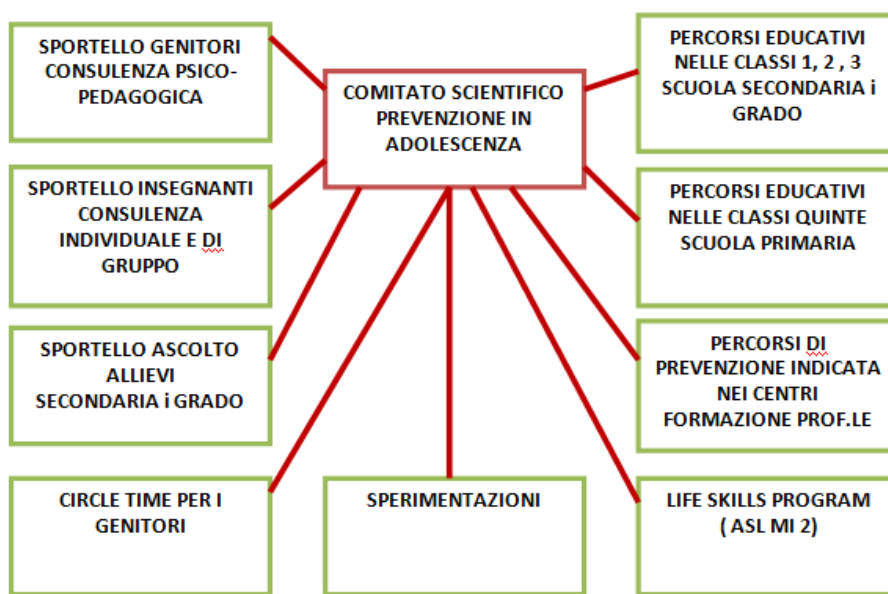 SPORTELLO GENITORI
CONSULENZA PSICO-
PEDAGOGICA
COMITATO SCIENTIFICO
PREVENZIONE IN
ADOLESCENZA
PERCORSI EDUCATIVI
NELLE CLASSI 1, 2 , 3
SCUOLA SECONDARIA i
GRADO
SPORTELLO INSEGNANTI
CONSULENZA
INDIVIDUALE E DI
GRUPPO
PERCORSI EDUCATIVI
NELLE CLASSI QUINTE
SCUOLA PRIMARIA
SPORTELLO ASCOLTO
ALLIEVI
SECONDARIA i GRADO
PERCORSI DI
PREVENZIONE INDICATA
NEI CENTRI
FORMAZIONE PROF.LE
CIRCLE TIME PER I
GENITORI
SPERIMENTAZIONI
LIFE SKILLS PROGRAM
( ASL MI 2)